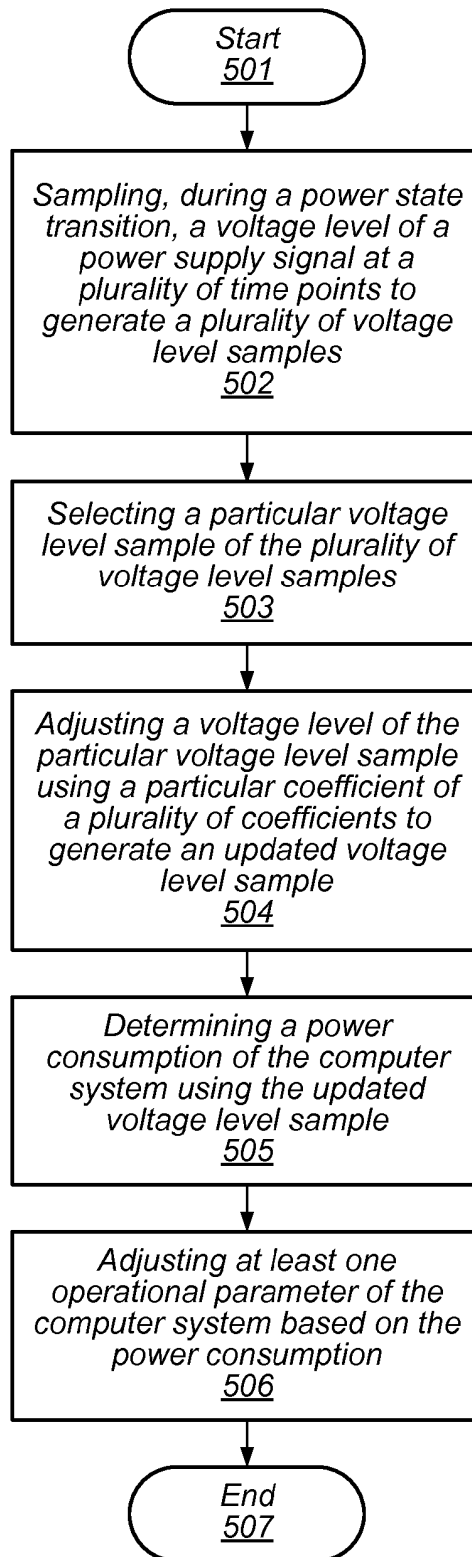 Start
501
Sampling, during a power state
transition, a voltage level of a
power supply signal at a
plurality of time points to
generate a plurality of voltage
level samples
502
Selecting a particular voltage
level sample of the plurality of
voltage level samples
503
Adjusting a voltage level of the
particular voltage level sample
using a particular coefficient of
a plurality of coefficients to
generate an updated voltage
level sample
504
Determining a power
consumption of the computer
system using the updated
voltage level sample
505
Adjusting at least one
operational parameter of the
computer system based on the
power consumption
506
End
507